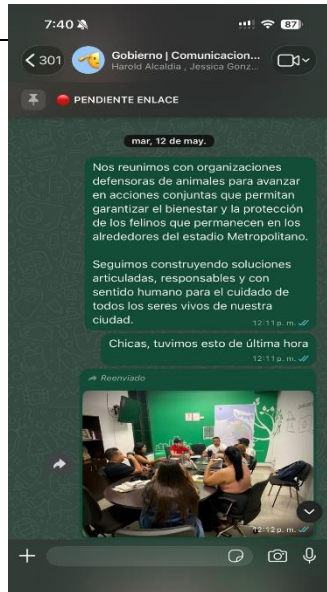 7:40
87
301
Gobierno | Comunicacion...
Harold Alcaldia , Jessica Gonz...
PENDIENTE ENLACE
mar, 12 de may.
Nos reunimos con organizaciones
defensoras de animales para avanzar
en acciones conjuntas que permitan
garantizar el bienestar y la protección
de los felinos que permanecen en los
alrededores del estadio Metropolitano.
Seguimos construyendo soluciones
articuladas, responsables y con
sentido humano para el cuidado de
todos los seres vivos de nuestra
ciudad.
12:11 p. m.
Chicas, tuvimos esto de última hora
12:11 p. m.
Reenviado
12:12 p. m.